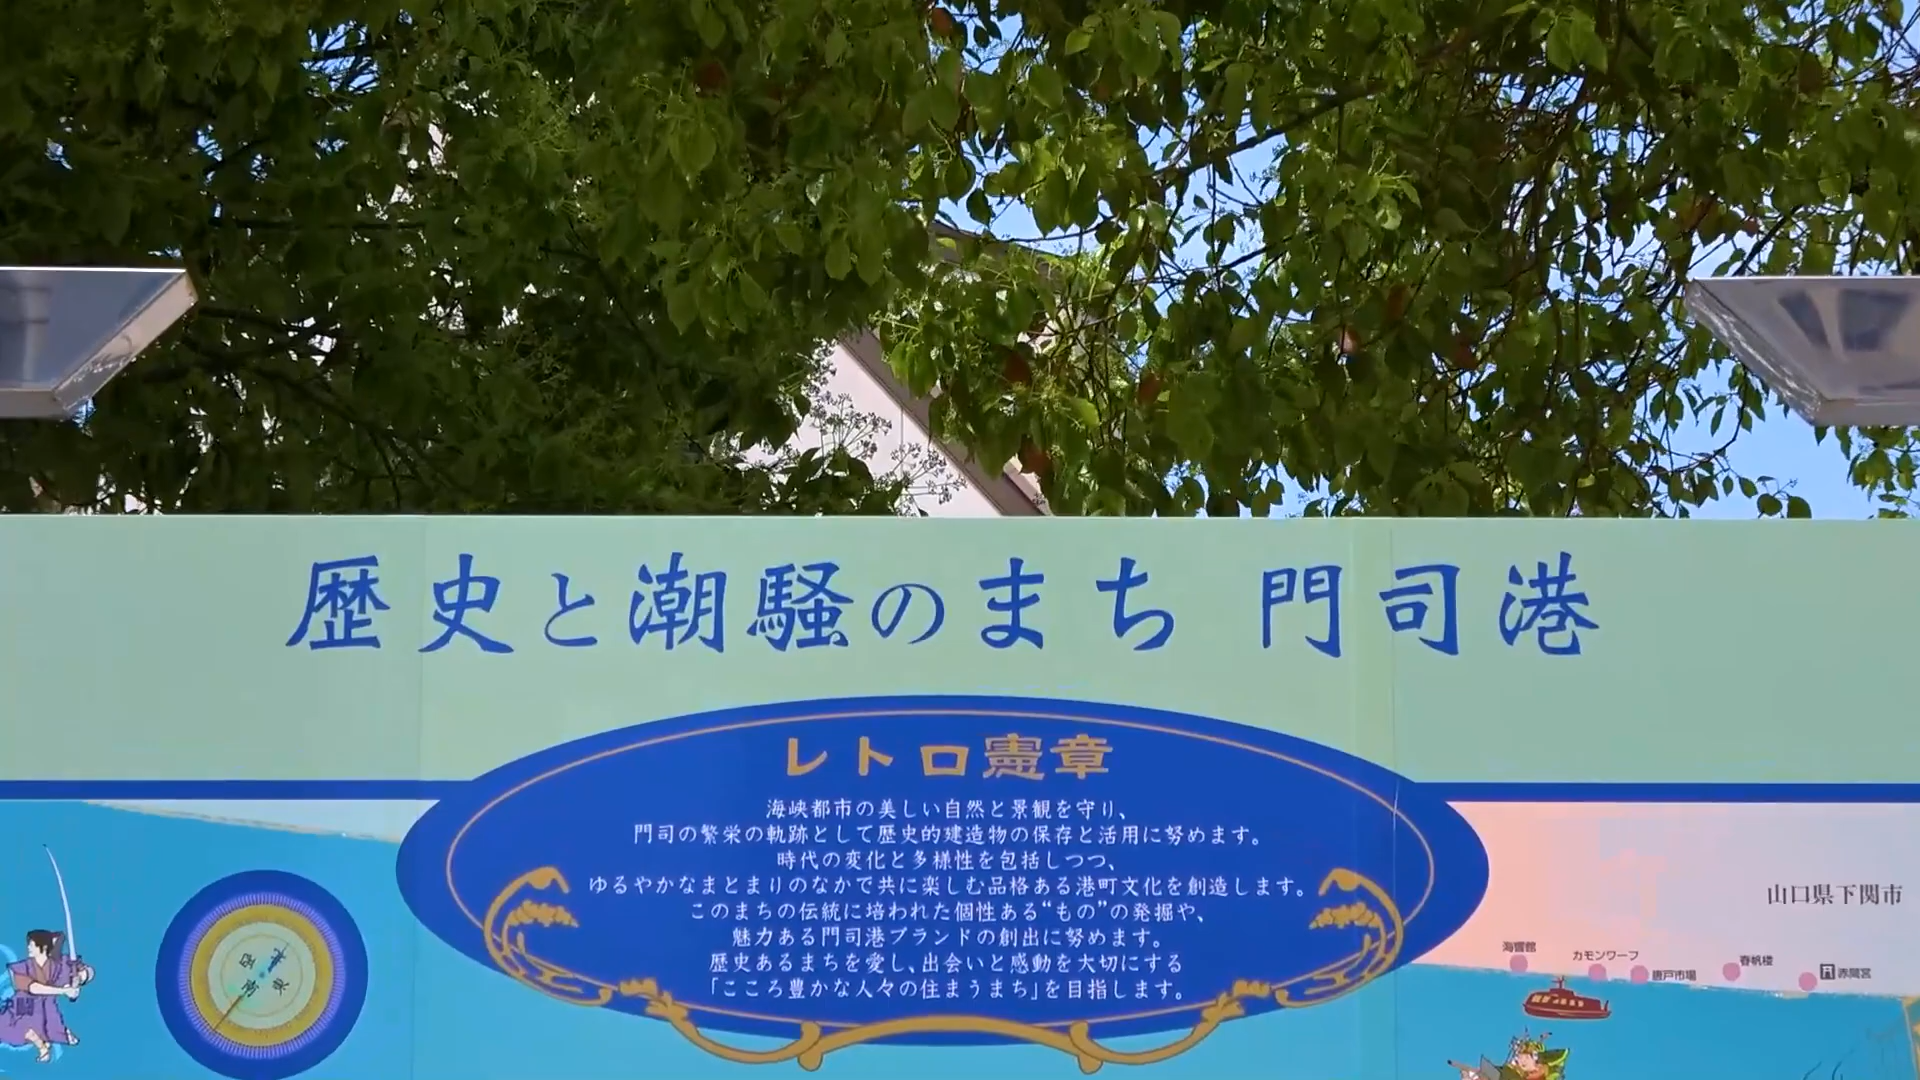 歴史と潮騒のまち 門司港
レトロ憲章
海峡都市の美しい自然と景観を守り、
門司の繁栄の軌跡として歴史的建造物の保存と活用に努めます。
時代の変化と多様性を包括しつつ、
ゆるやかなまとまりのなかで共に楽しむ品格ある港町文化を創造します。
このまちの伝統に培われた個性ある“もの”の発掘や、
魅力ある門司港ブランドの創出に努めます。
歴史あるまちを愛し、出会いと感動を大切にする
「こころ豊かな人々の住まうまち」を目指します。
山口県下関市
海響館
カモンワーフ
唐戸市場
春帆楼
赤間宮
決闘